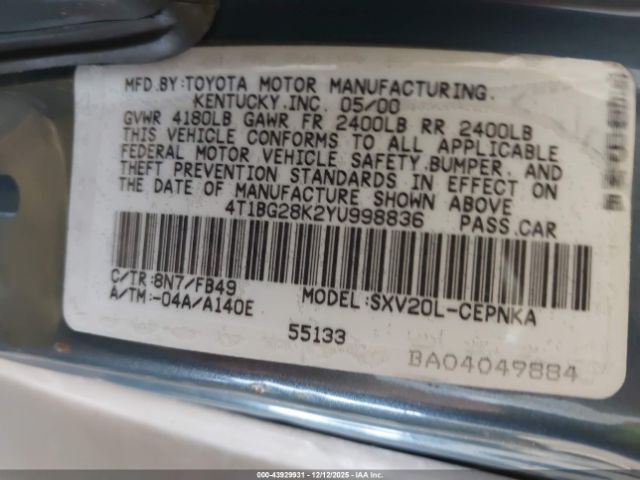 MFD.BY:TOYOTA MOTOR MANUFACTURING.
KENTUCKY.INC. 05/00
GVWR 4180LB GAWR FR 2400LB RR 2400LB
THIS VEHICLE CONFORMS TO ALL APPLICABLE
FEDERAL MOTOR VEHICLE SAFETY.BUMPER. AND
THEFT PREVENTION STANDARDS IN EFFECT ON
THE DATE OF MANUFACTURE SHOWN ABOVE
4T1BG28K2YU998836 PASS.CAR
C/TR:8N7/FB49
A/TM:-04A/A140E MODEL:SXV20L-CEPNKA
55133
BA04049884
000-43929931 - 12/12/2025 - IAAI, Inc.